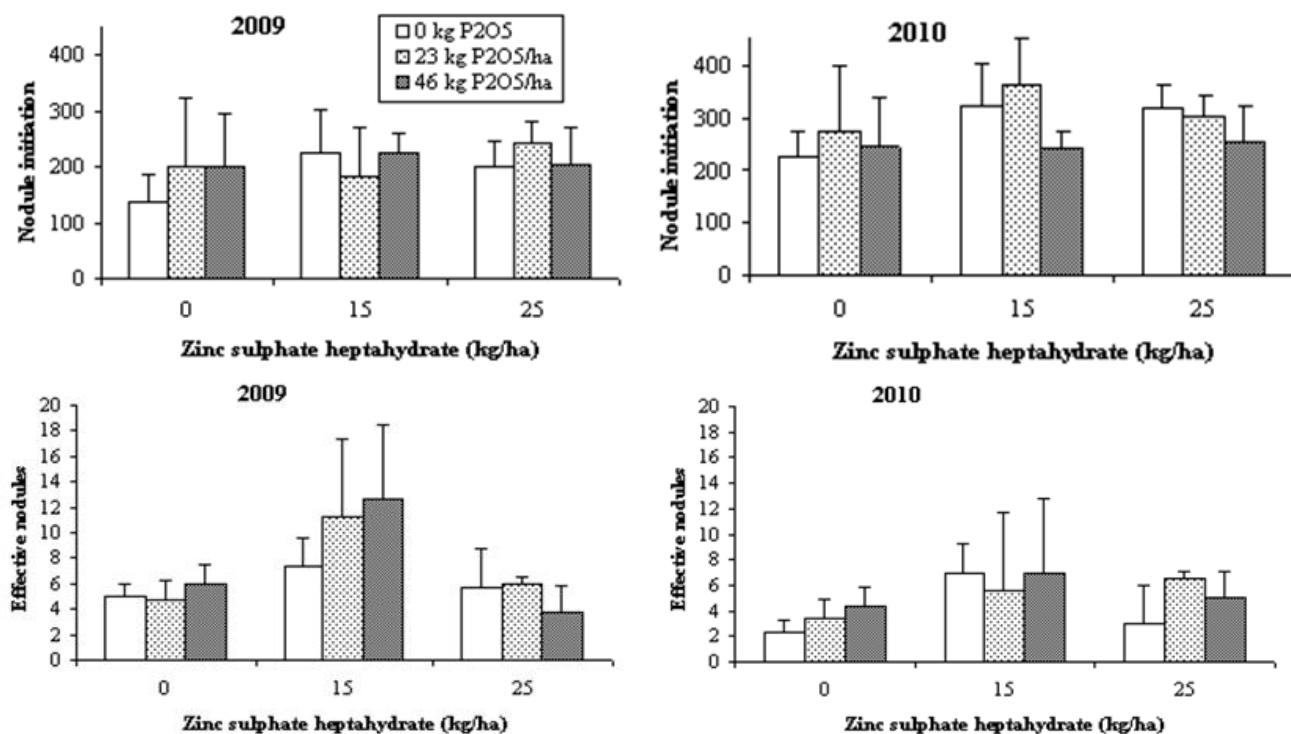 2009
0 kg P2O5
23 kg P2O5/ha
46 kg P2O5/ha
Nodule initiation
400
300
200
100
0
0 15 25
Zinc sulphate heptahydrate (kg/ha)
2010
Nodule initiation
400
300
200
100
0
0 15 25
Zinc sulphate heptahydrate (kg/ha)
2009
Effective nodules
20
18
16
14
12
10
8
6
4
2
0
0 15 25
Zinc sulphate heptahydrate (kg/ha)
2010
Effective nodules
20
18
16
14
12
10
8
6
4
2
0
0 15 25
Zinc sulphate heptahydrate (kg/ha)